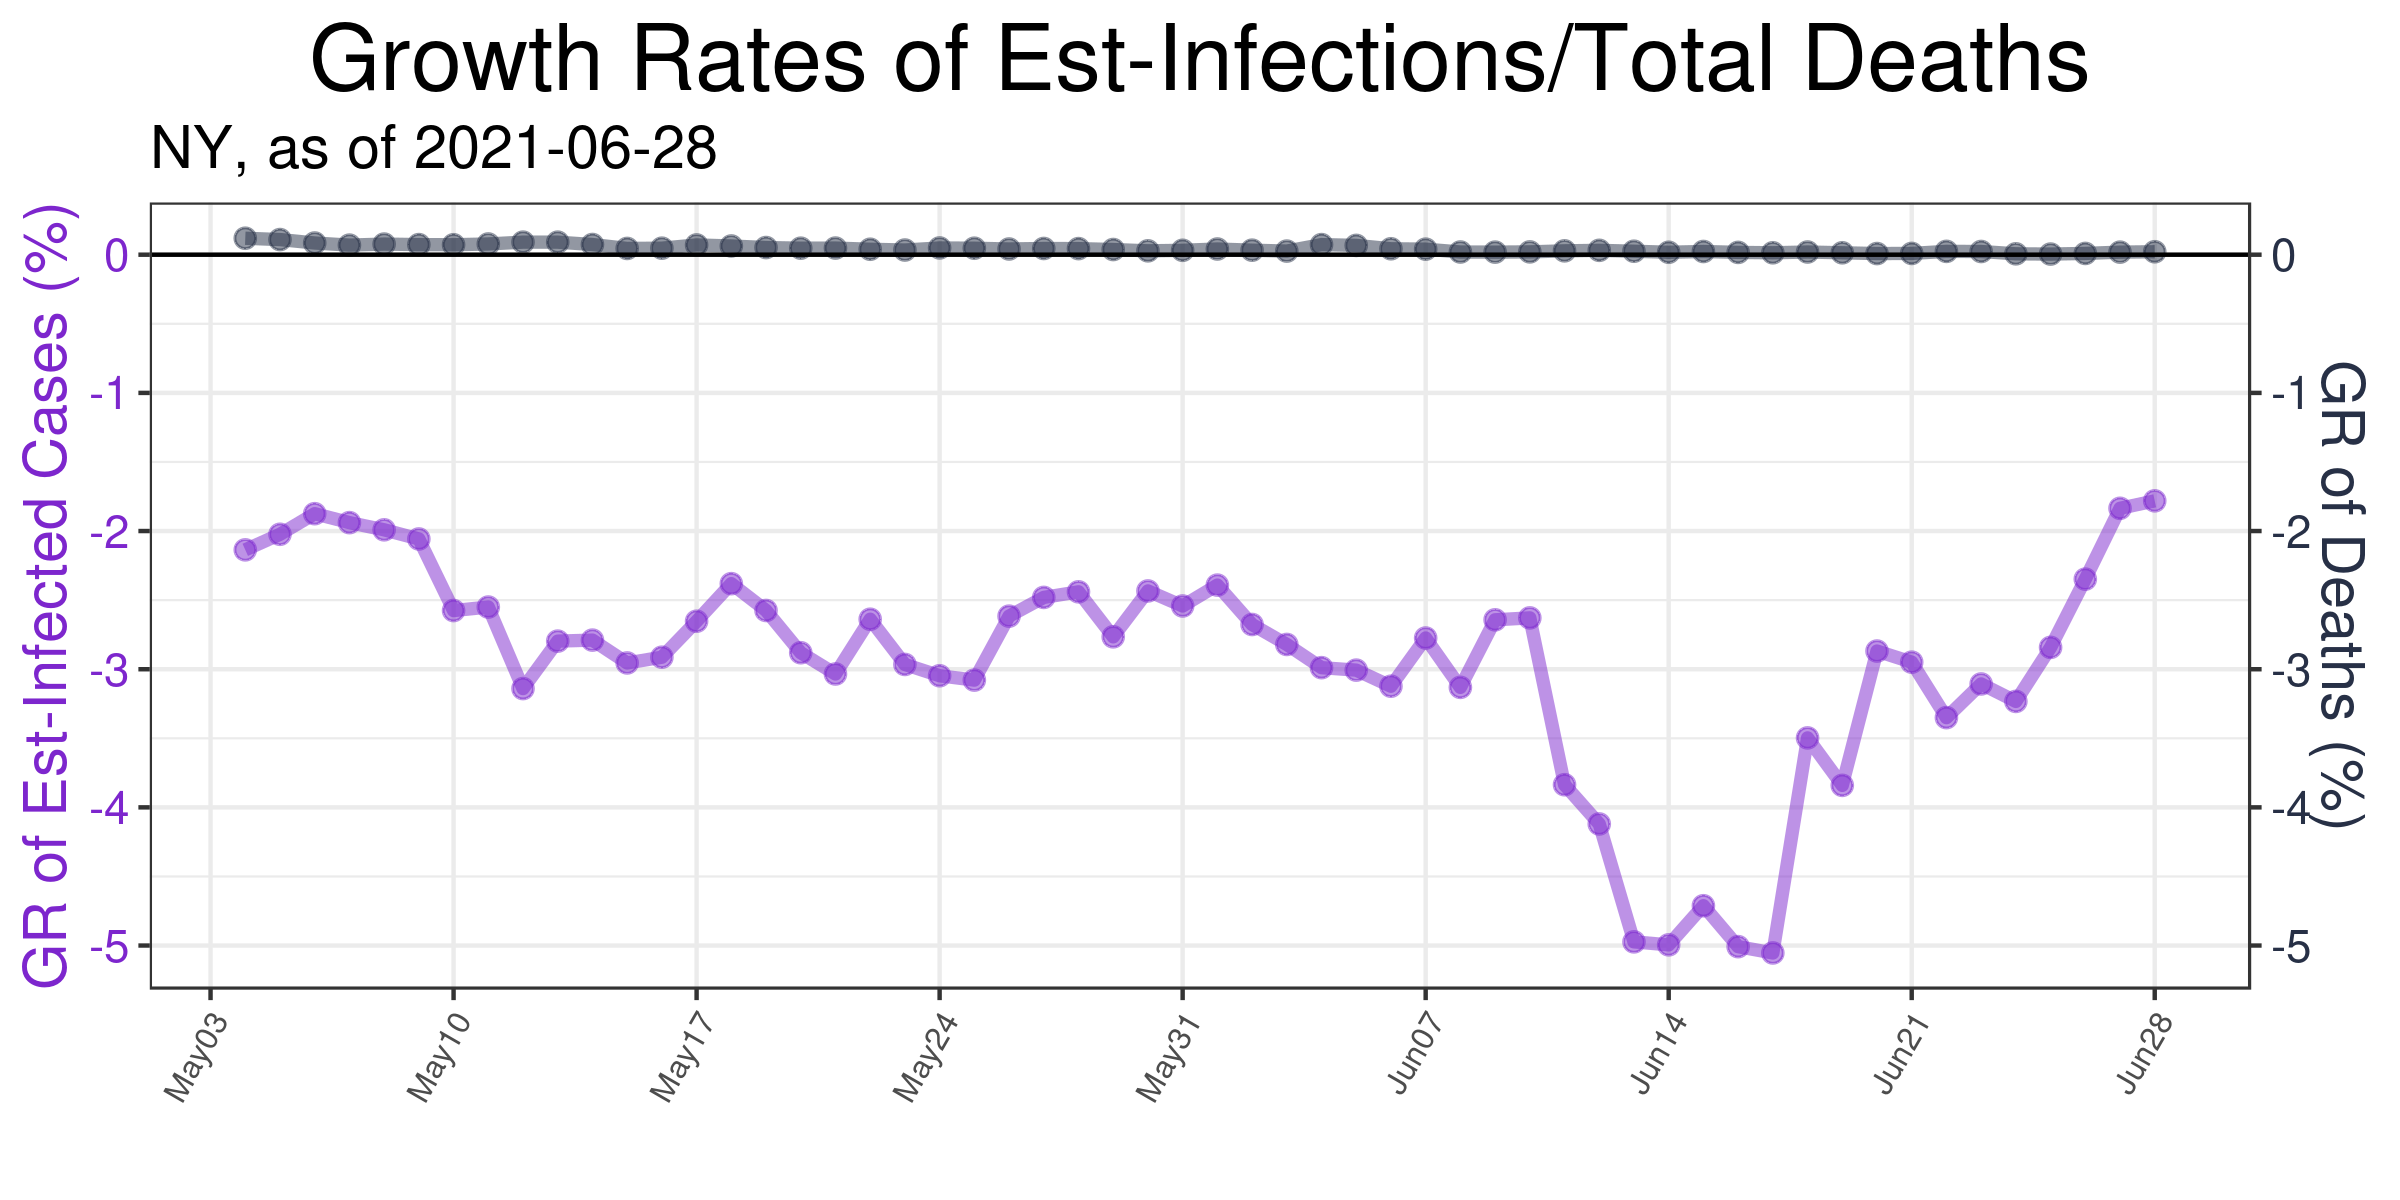 Growth Rates of Est-Infections/Total Deaths
NY, as of 2021-06-28
GR of Est-Infected Cases (%)
0
-1
-2
-3
-4
-5
0
-1
-2
-3
-4
-5
GR of Deaths (%)
May03
May10
May17
May24
May31
Jun07
Jun14
Jun21
Jun28